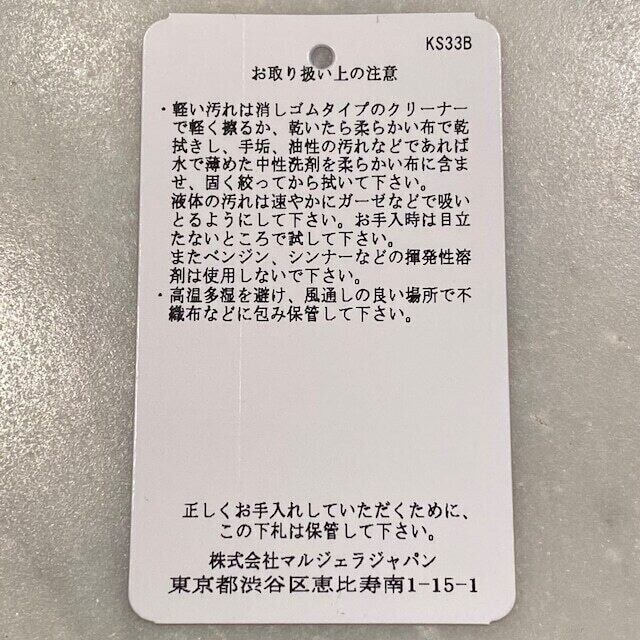 KS33B
お取り扱い上の注意
・軽い汚れは消しゴムタイプのクリーナー
で軽く擦るか、乾いたら柔らかい布で乾
拭きし、手垢、油性の汚れなどであれば
水で薄めた中性洗剤を柔らかい布に含ま
せ、固く絞ってから拭いて下さい。
液体の汚れは速やかにガーゼなどで吸い
とるようにして下さい。お手入時は目立
たないところで試して下さい。
またベンジン、シンナーなどの揮発性溶
剤は使用しないで下さい。
・高温多湿を避け、風通しの良い場所で不
織布などに包み保管して下さい。
正しくお手入れしていただくために、
この下札は保管して下さい。
株式会社マルジェラジャパン
東京都渋谷区恵比寿南1-15-1